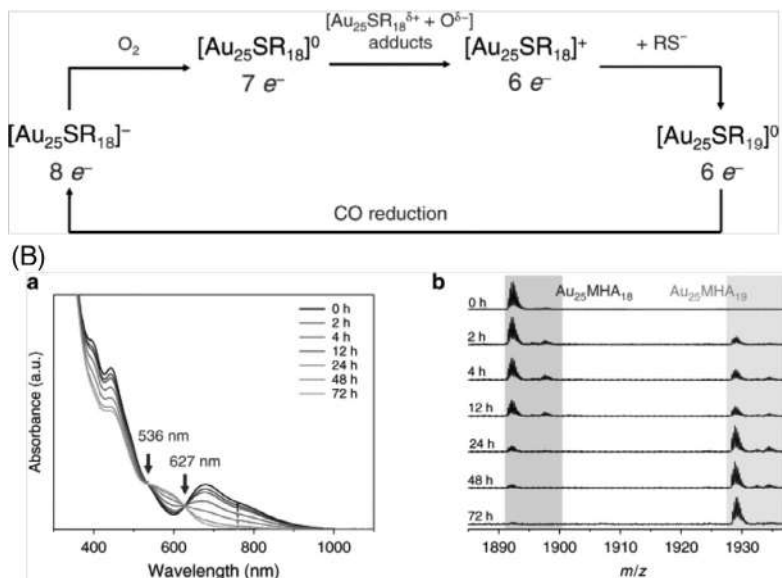 [Au₂₅SR₁₈^δ⁺ + O^δ⁻]
adducts
O₂
[Au₂₅SR₁₈]⁰
7 e⁻
[Au₂₅SR₁₈]⁺
6 e⁻
+ RS⁻
[Au₂₅SR₁₈]⁻
8 e⁻
[Au₂₅SR₁₉]⁰
6 e⁻
CO reduction
(B)
a
Absorbance (a.u.)
536 nm
627 nm
0 h
2 h
4 h
12 h
24 h
48 h
72 h
400 600 800 1000
Wavelength (nm)
b
Au₂₅MHA₁₈ Au₂₅MHA₁₉
0 h
2 h
4 h
12 h
24 h
48 h
72 h
1890 1900 1910 1920 1930
m/z